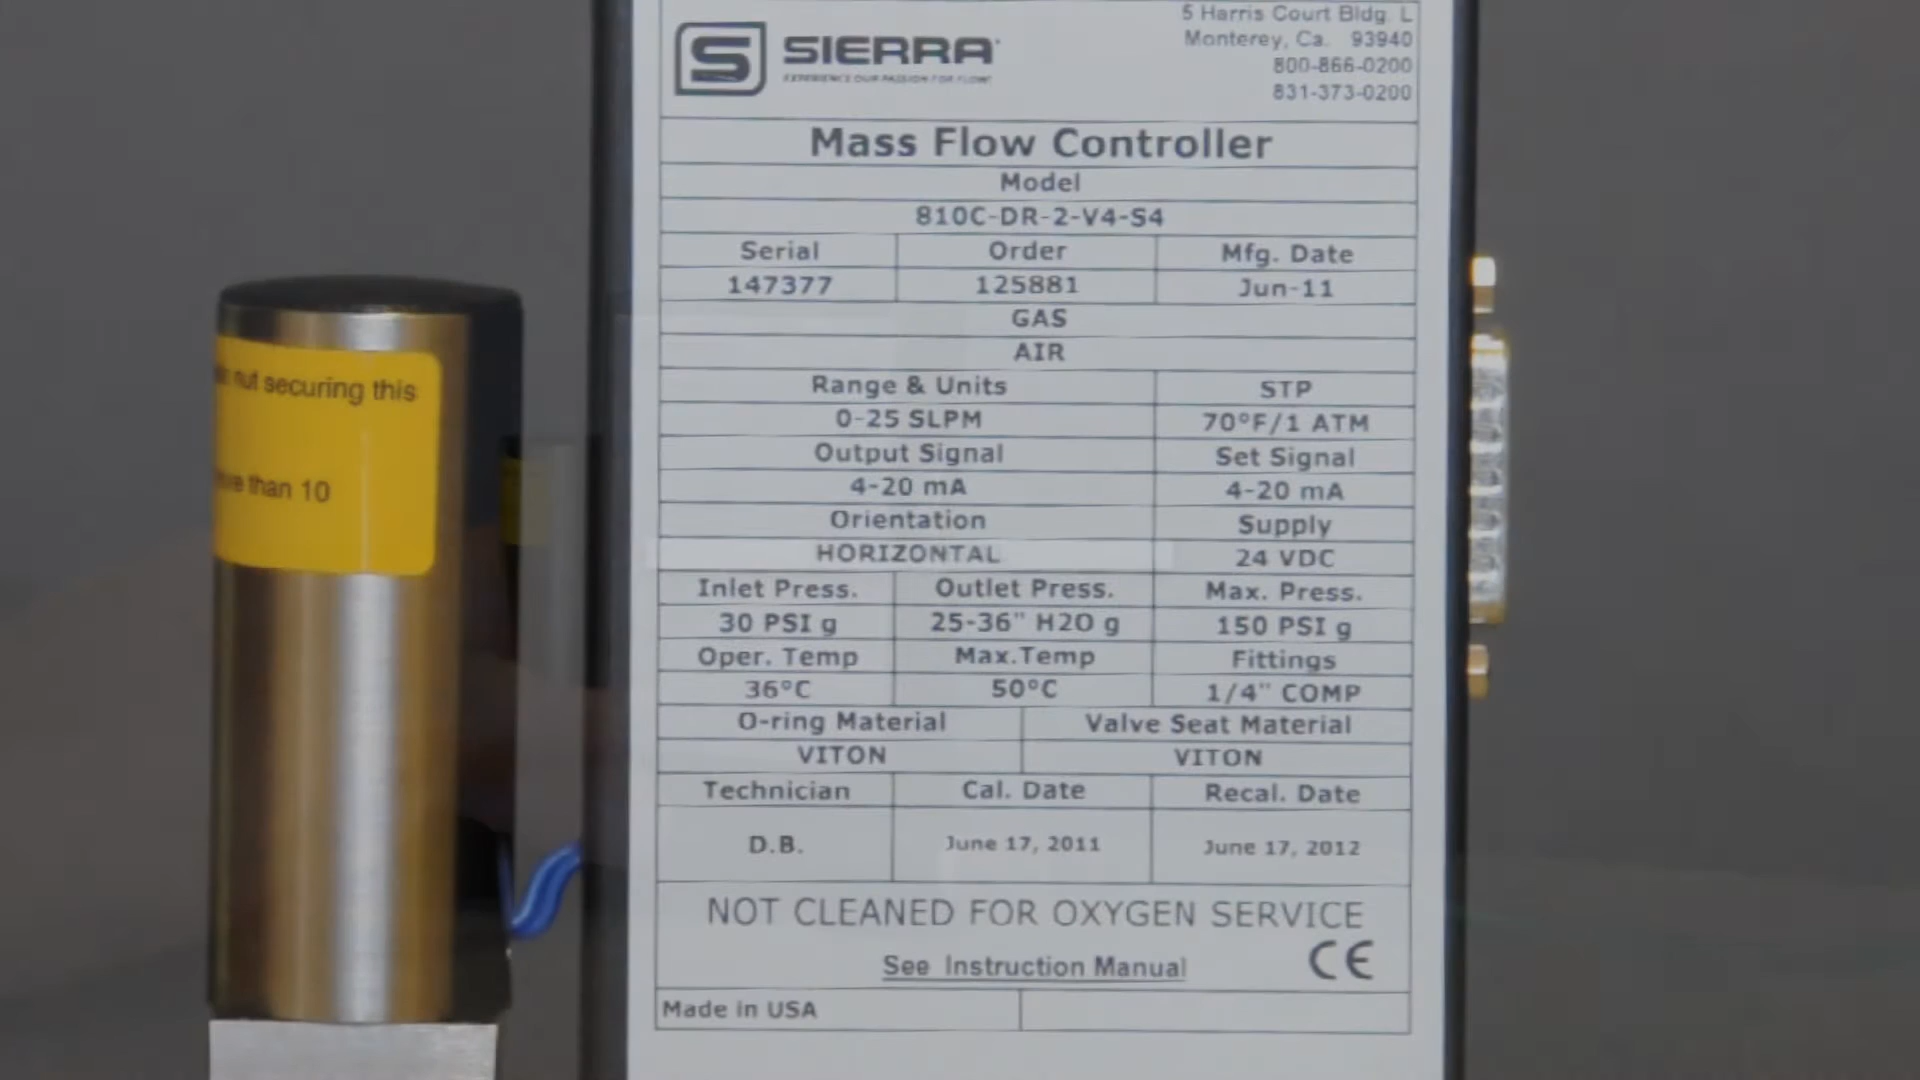 5 Harris Court Bldg. L
Monterey, Ca. 93940
800-866-0200
831-373-0200
SIERRA
EXPERIENCE OUR PASSION FOR FLOW!
Mass Flow Controller
Model
810C-DR-2-V4-S4
Serial Order Mfg. Date
147377 125881 Jun-11
GAS
AIR
Range & Units STP
0-25 SLPM 70°F/1 ATM
Output Signal Set Signal
4-20 mA 4-20 mA
Orientation Supply
HORIZONTAL 24 VDC
Inlet Press. Outlet Press. Max. Press.
30 PSI g 25-36" H2O g 150 PSI g
Oper. Temp Max.Temp Fittings
36°C 50°C 1/4" COMP
O-ring Material Valve Seat Material
VITON VITON
Technician Cal. Date Recal. Date
D.B. June 17, 2011 June 17, 2012
NOT CLEANED FOR OXYGEN SERVICE
See Instruction Manual CE
Made in USA
nut securing this
than 10